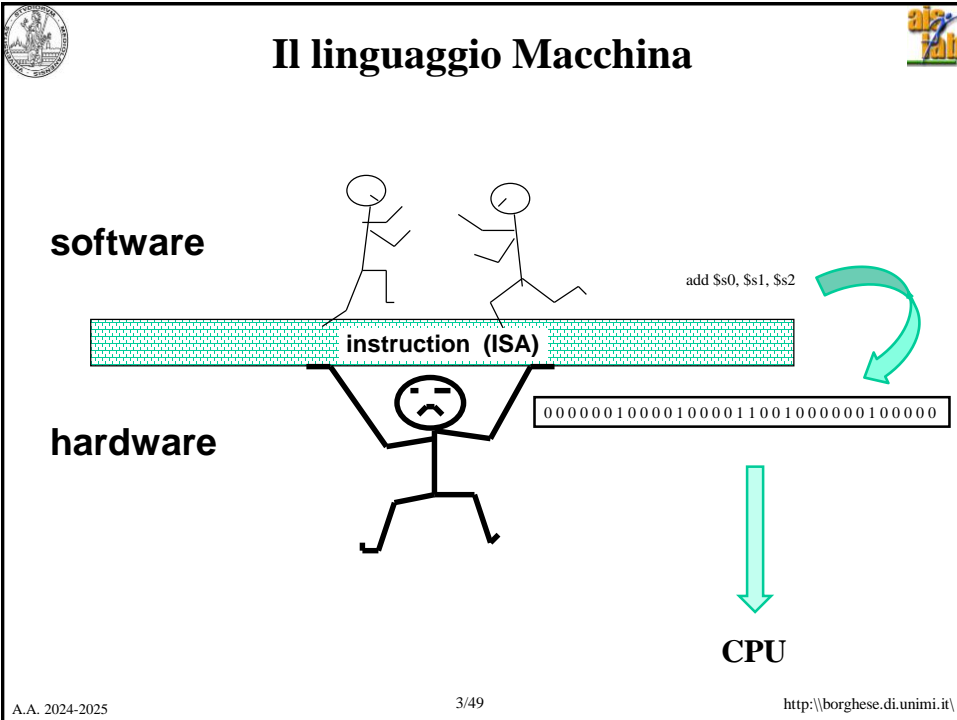 Il linguaggio Macchina
software
add $s0, $s1, $s2
instruction (ISA)
0 0 0 0 0 0 1 0 0 0 0 1 0 0 0 0 1 1 0 0 1 0 0 0 0 0 0 1 0 0 0 0 0
hardware
CPU
A.A. 2024-2025
3/49
http:\\borghese.di.unimi.it\